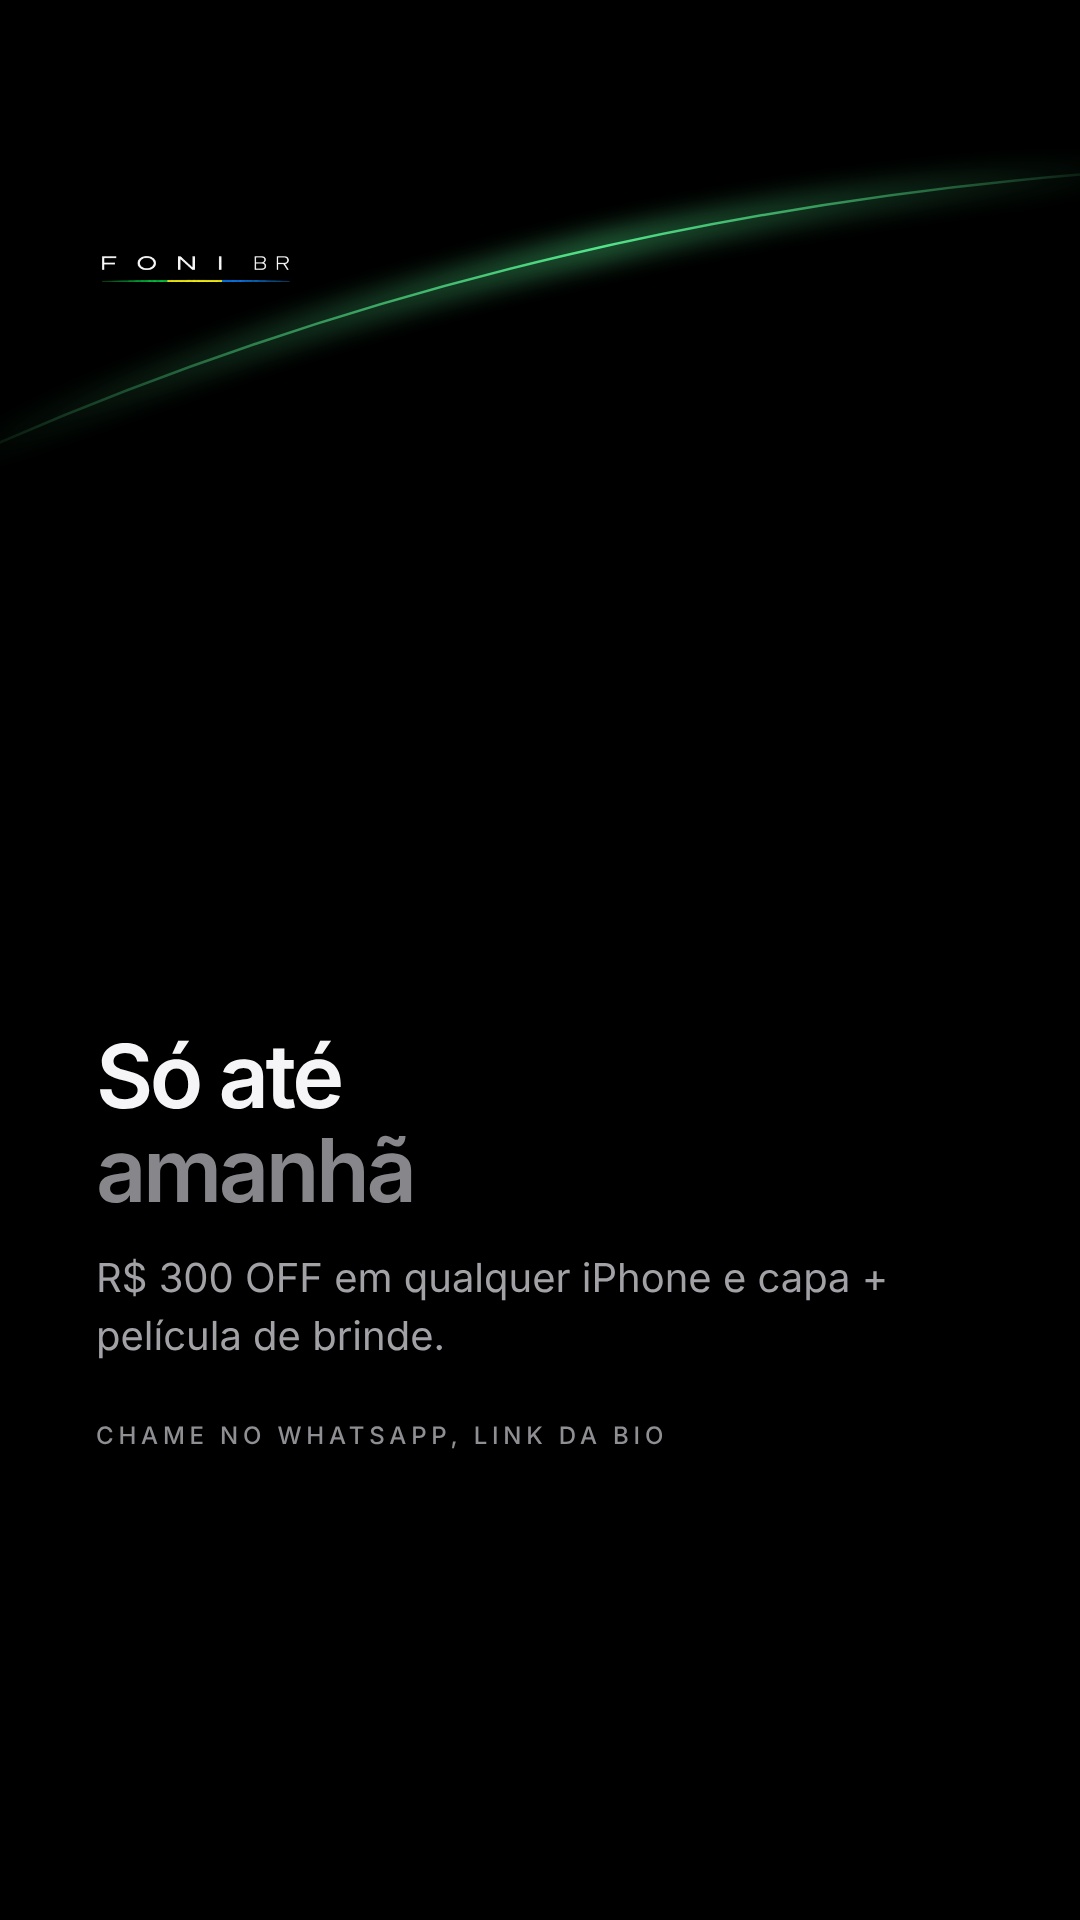 FONI BR
Só até
amanhã
R$ 300 OFF em qualquer iPhone e capa +
película de brinde.
CHAME NO WHATSAPP, LINK DA BIO